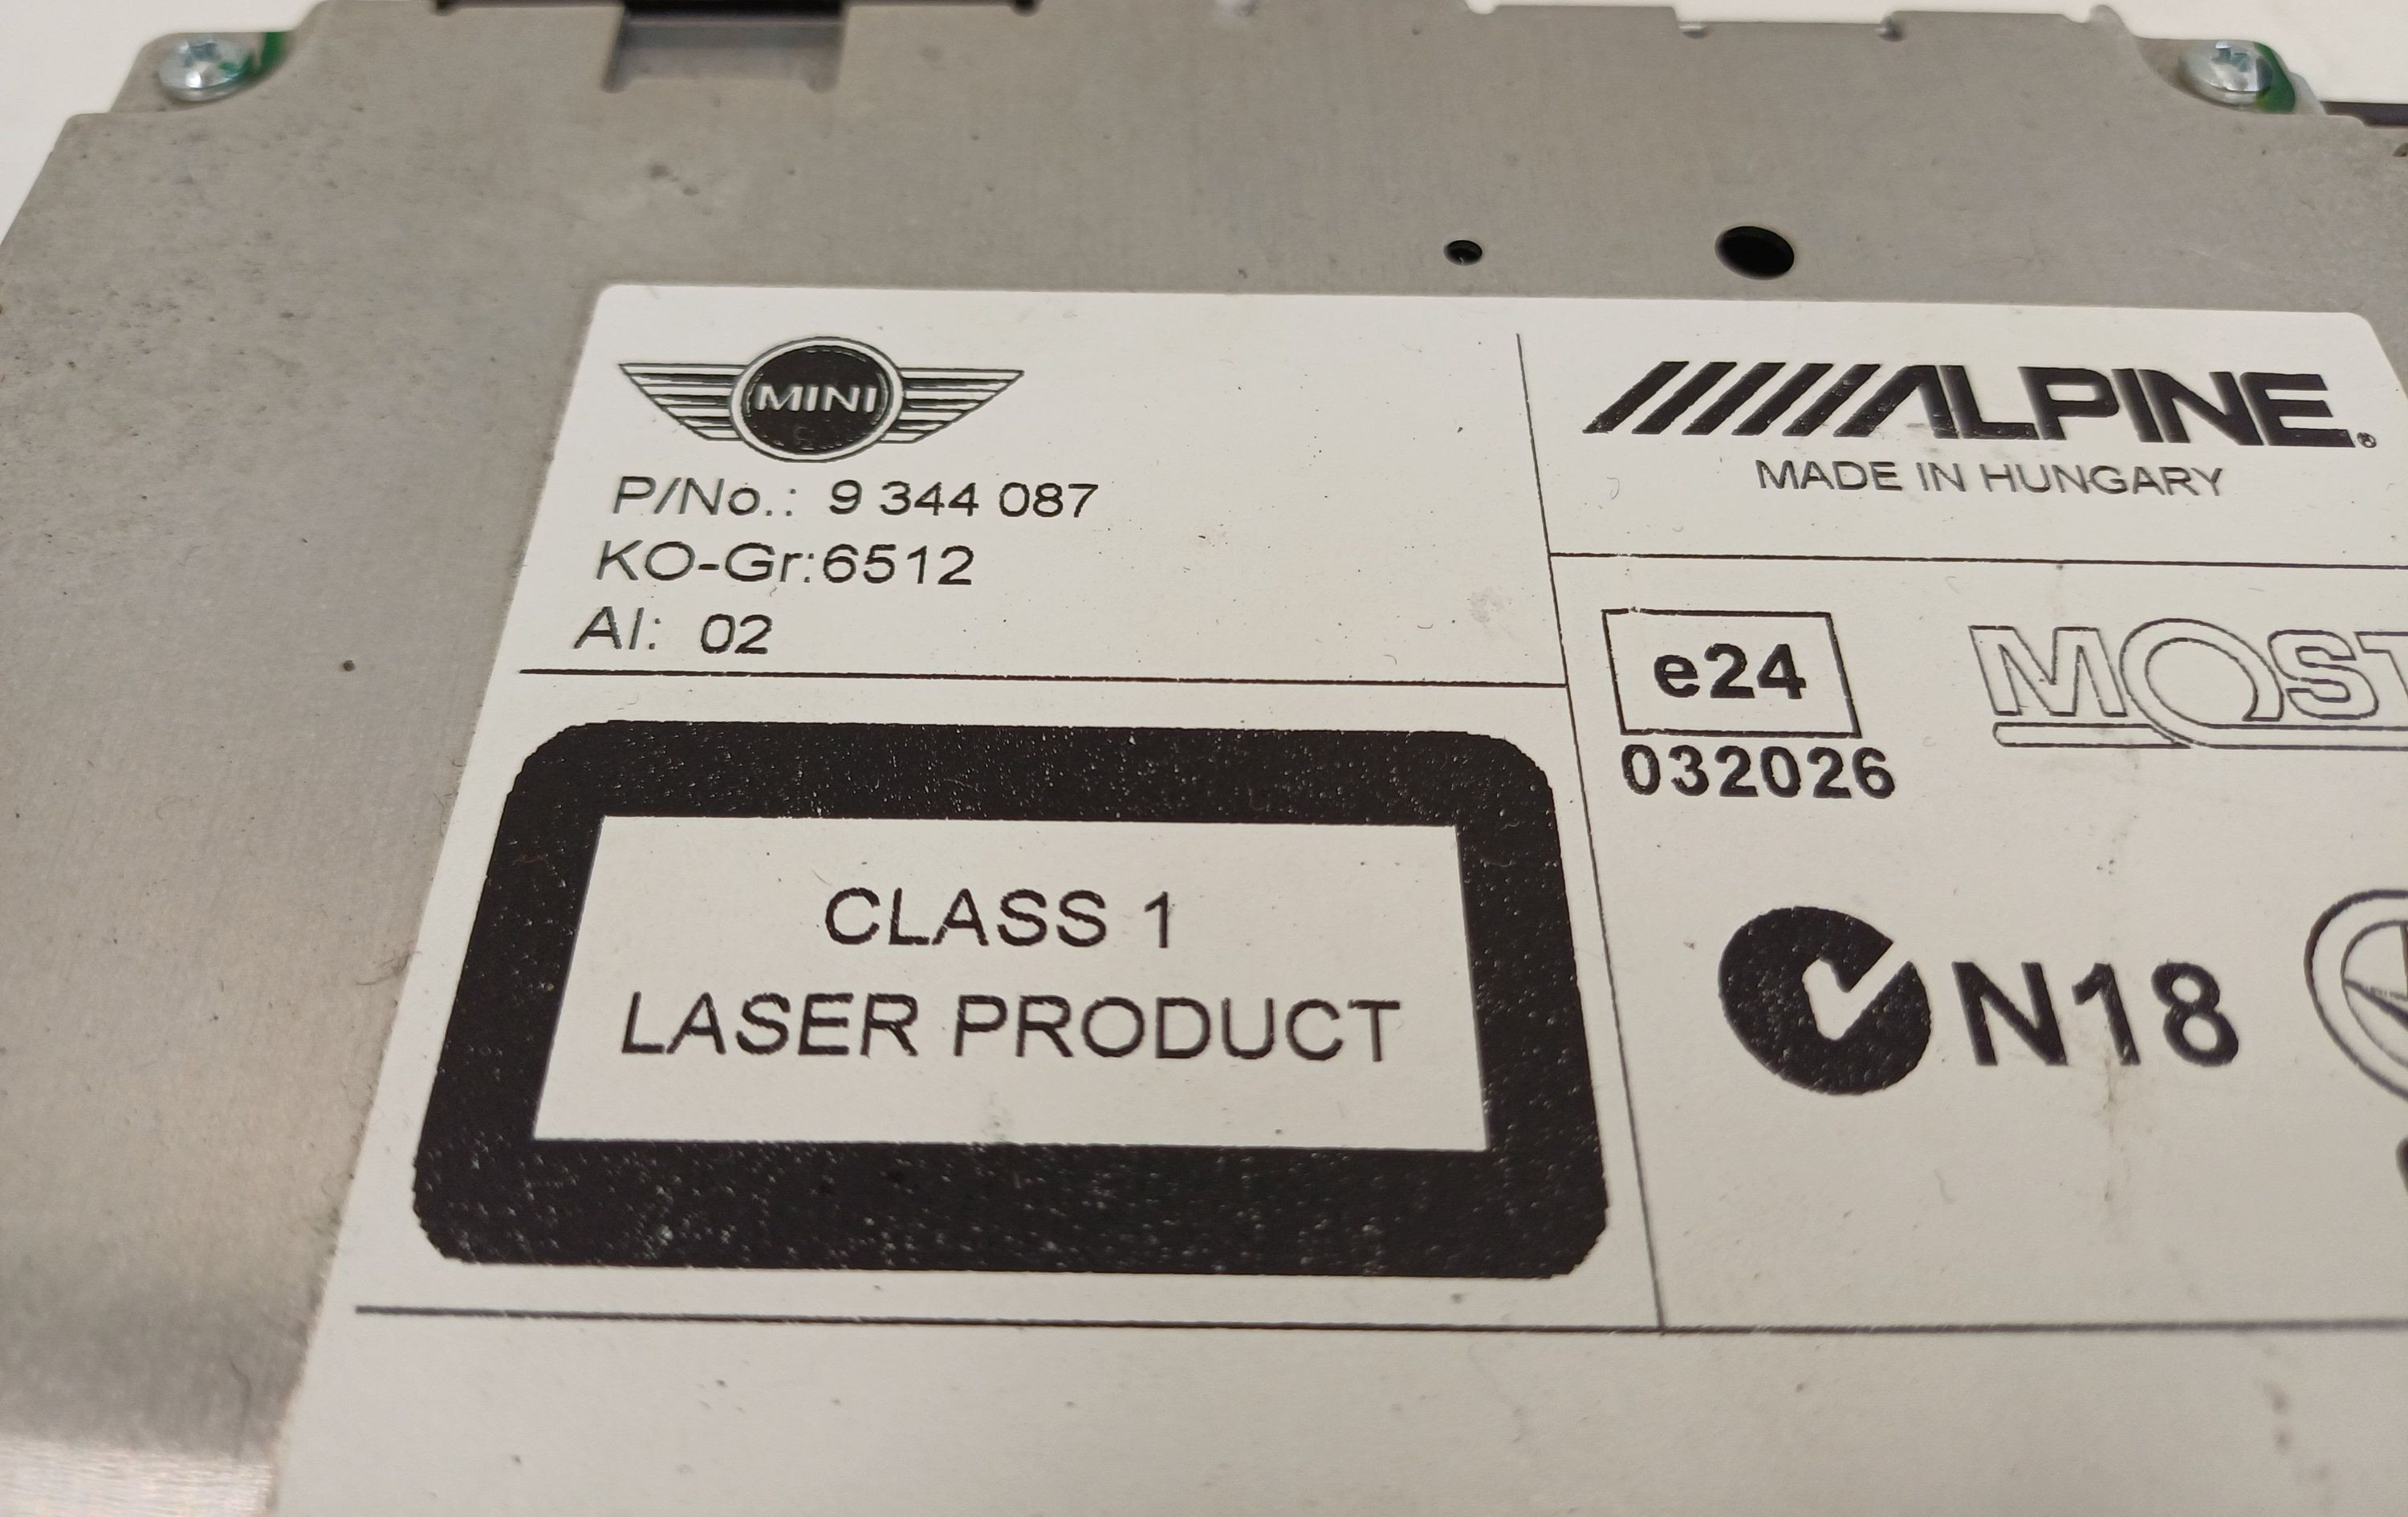 MINI
P/No.: 9 344 087
KO-Gr:6512
AI: 02
CLASS 1
LASER PRODUCT
ALPINE®
MADE IN HUNGARY
e24
MOST
032026
N18